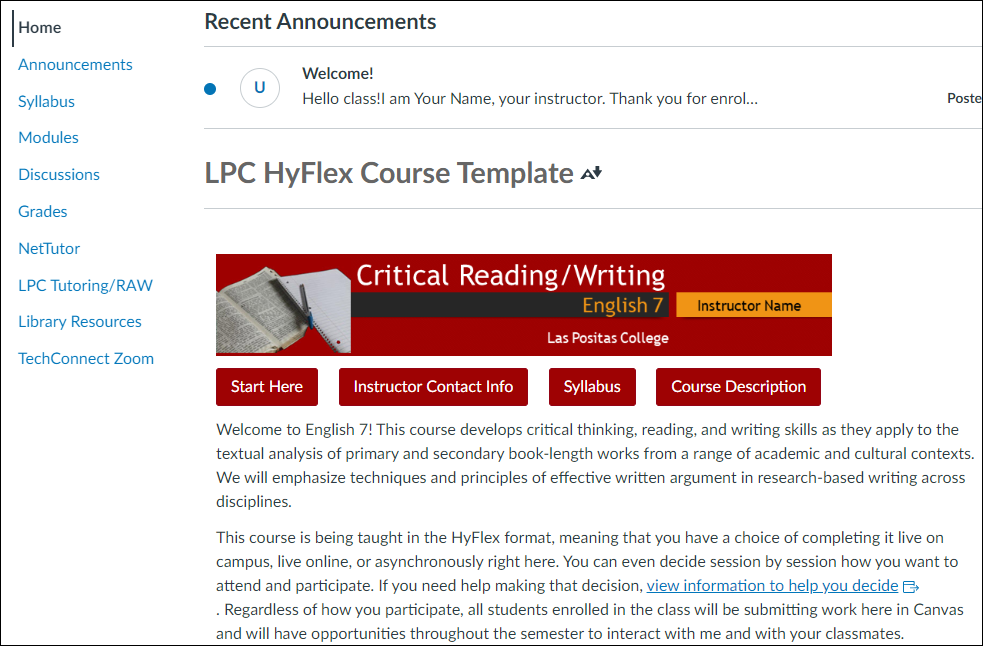 Home
Announcements
Syllabus
Modules
Discussions
Grades
NetTutor
LPC Tutoring/RAW
Library Resources
TechConnect Zoom
Recent Announcements
U
Welcome!
Hello class!I am Your Name, your instructor. Thank you for enrol...
Poste
LPC HyFlex Course Template
Critical Reading/Writing
English 7
Instructor Name
Las Positas College
Start Here
Instructor Contact Info
Syllabus
Course Description
Welcome to English 7! This course develops critical thinking, reading, and writing skills as they apply to the
textual analysis of primary and secondary book-length works from a range of academic and cultural contexts.
We will emphasize techniques and principles of effective written argument in research-based writing across
disciplines.
This course is being taught in the HyFlex format, meaning that you have a choice of completing it live on
campus, live online, or asynchronously right here. You can even decide session by session how you want to
attend and participate. If you need help making that decision, view information to help you decide
. Regardless of how you participate, all students enrolled in the class will be submitting work here in Canvas
and will have opportunities throughout the semester to interact with me and with your classmates.